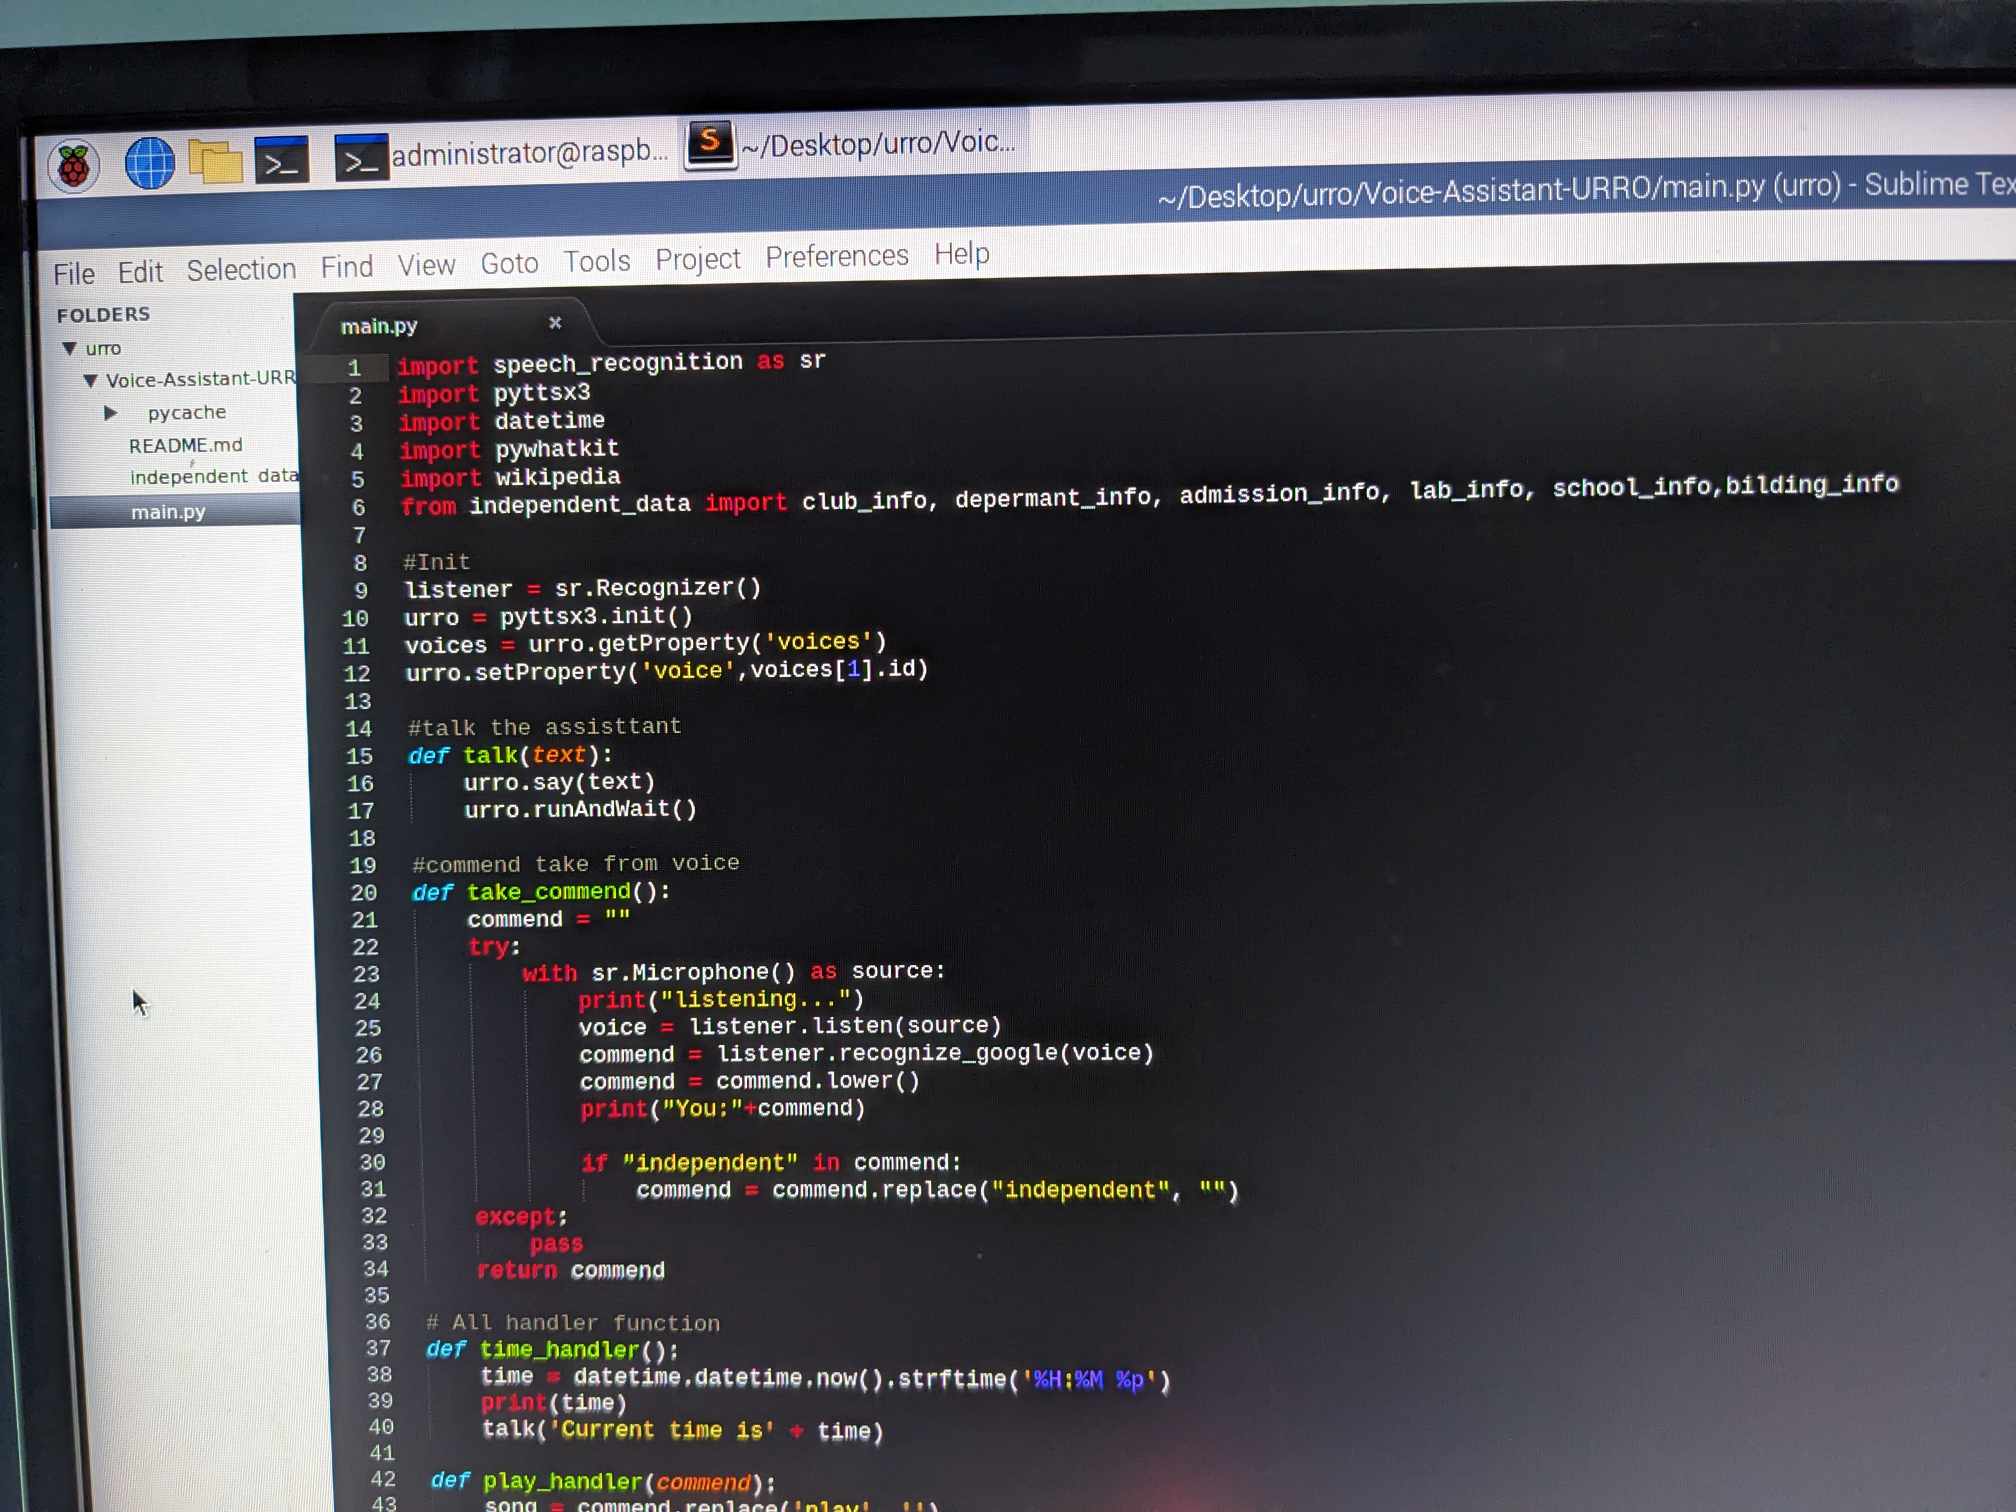 administrator@raspb... ~/Desktop/urro/Voic...
~/Desktop/urro/Voice-Assistant-URRO/main.py (urro) - Sublime Tex
File Edit Selection Find View Goto Tools Project Preferences Help
FOLDERS
urro
Voice-Assistant-URR
pycache
README.md
independent data
main.py
main.py ×
1 import speech_recognition as sr
2 import pyttsx3
3 import datetime
4 import pywhatkit
5 import wikipedia
6 from independent_data import club_info, depermant_info, admission_info, lab_info, school_info,bilding_info
7
8 #Init
9 listener = sr.Recognizer()
10 urro = pyttsx3.init()
11 voices = urro.getProperty('voices')
12 urro.setProperty('voice',voices[1].id)
13
14 #talk the assisttant
15 def talk(text):
16     urro.say(text)
17     urro.runAndWait()
18
19 #commend take from voice
20 def take_commend():
21     commend = ""
22     try:
23         with sr.Microphone() as source:
24             print("listening...")
25             voice = listener.listen(source)
26             commend = listener.recognize_google(voice)
27             commend = commend.lower()
28             print("You:"+commend)
29
30             if "independent" in commend:
31                 commend = commend.replace("independent", "")
32     except:
33         pass
34     return commend
35
36 # All handler function
37 def time_handler():
38     time = datetime.datetime.now().strftime('%H:%M %p')
39     print(time)
40     talk('Current time is' + time)
41
42 def play_handler(commend):
43     song = commend.replace('play', '')